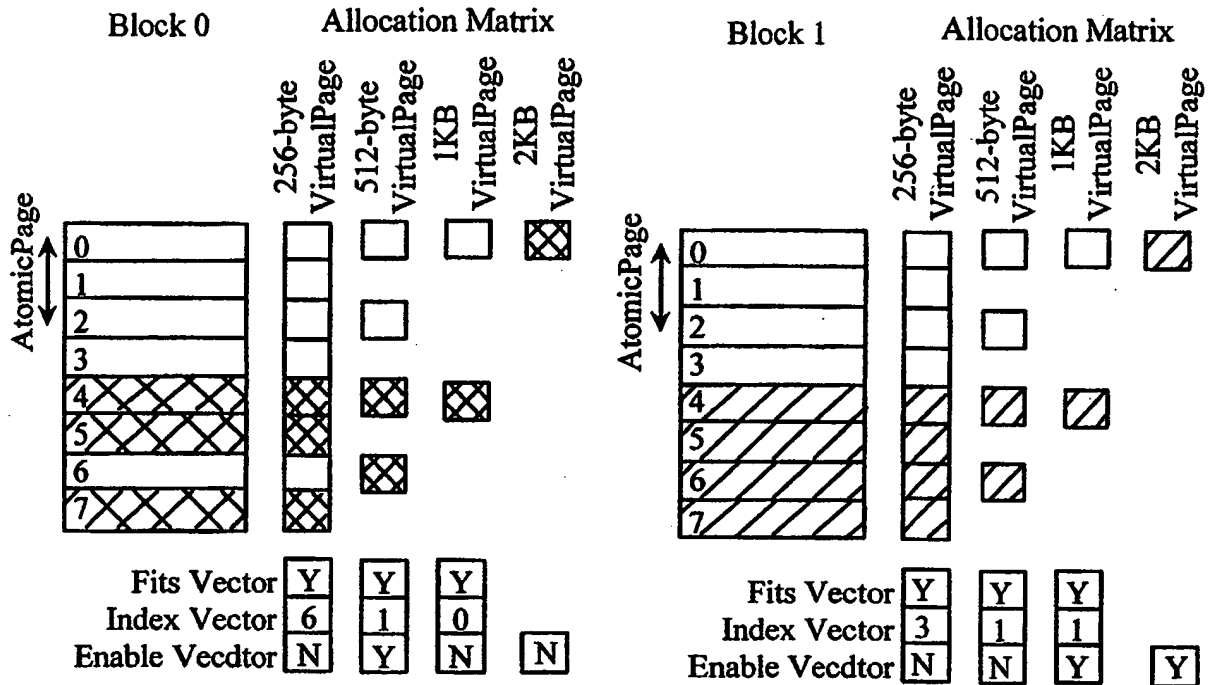 Block 0
Allocation Matrix
256-byte
VirtualPage
512-byte
VirtualPage
1KB
VirtualPage
2KB
VirtualPage
AtomicPage
0
1
2
3
4
5
6
7
Fits Vector Y Y Y
Index Vector 6 1 0
Enable Vecdtor N Y N N
Block 1
Allocation Matrix
256-byte
VirtualPage
512-byte
VirtualPage
1KB
VirtualPage
2KB
VirtualPage
AtomicPage
0
1
2
3
4
5
6
7
Fits Vector Y Y Y
Index Vector 3 1 1
Enable Vecdtor N N Y Y